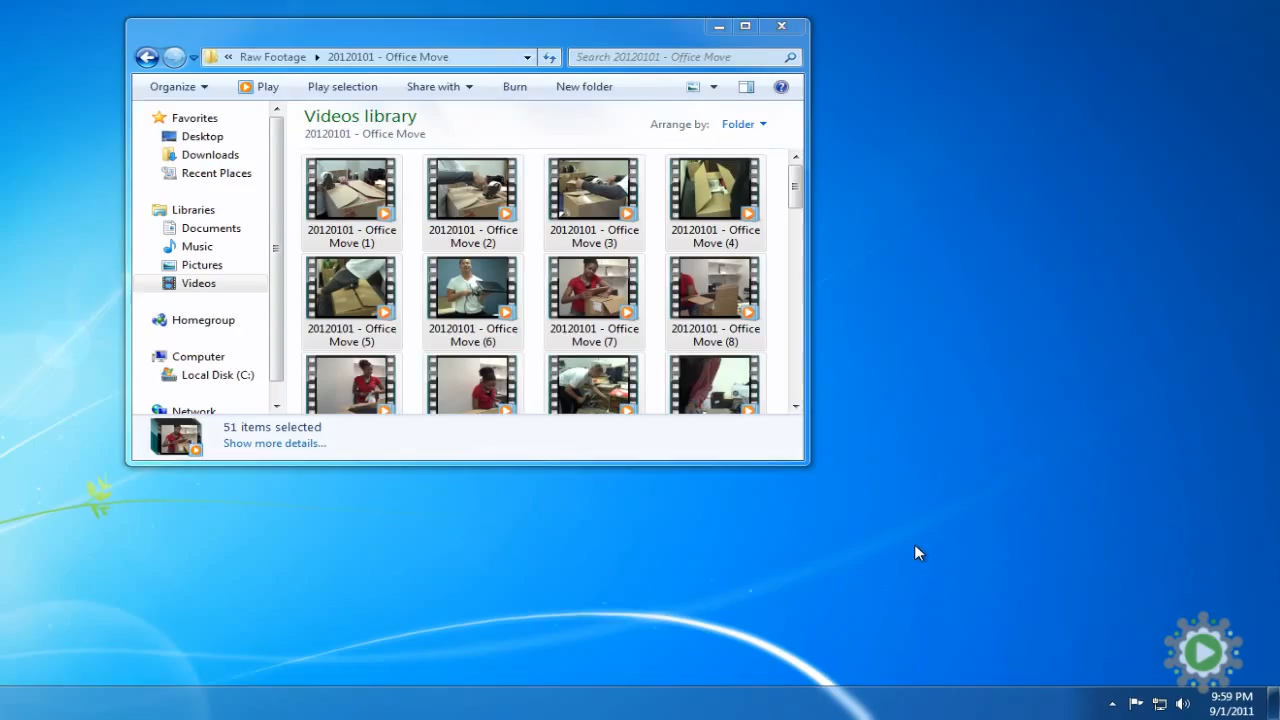 « Raw Footage ▸ 20120101 - Office Move
Search 20120101 - Office Move
Organize Play Play selection Share with Burn New folder
Favorites
Desktop
Downloads
Recent Places
Libraries
Documents
Music
Pictures
Videos
Homegroup
Computer
Local Disk (C:)
Network
Videos library
20120101 - Office Move
Arrange by: Folder
20120101 - Office
Move (1)
20120101 - Office
Move (2)
20120101 - Office
Move (3)
20120101 - Office
Move (4)
20120101 - Office
Move (5)
20120101 - Office
Move (6)
20120101 - Office
Move (7)
20120101 - Office
Move (8)
51 items selected
Show more details...
9:59 PM
9/1/2011